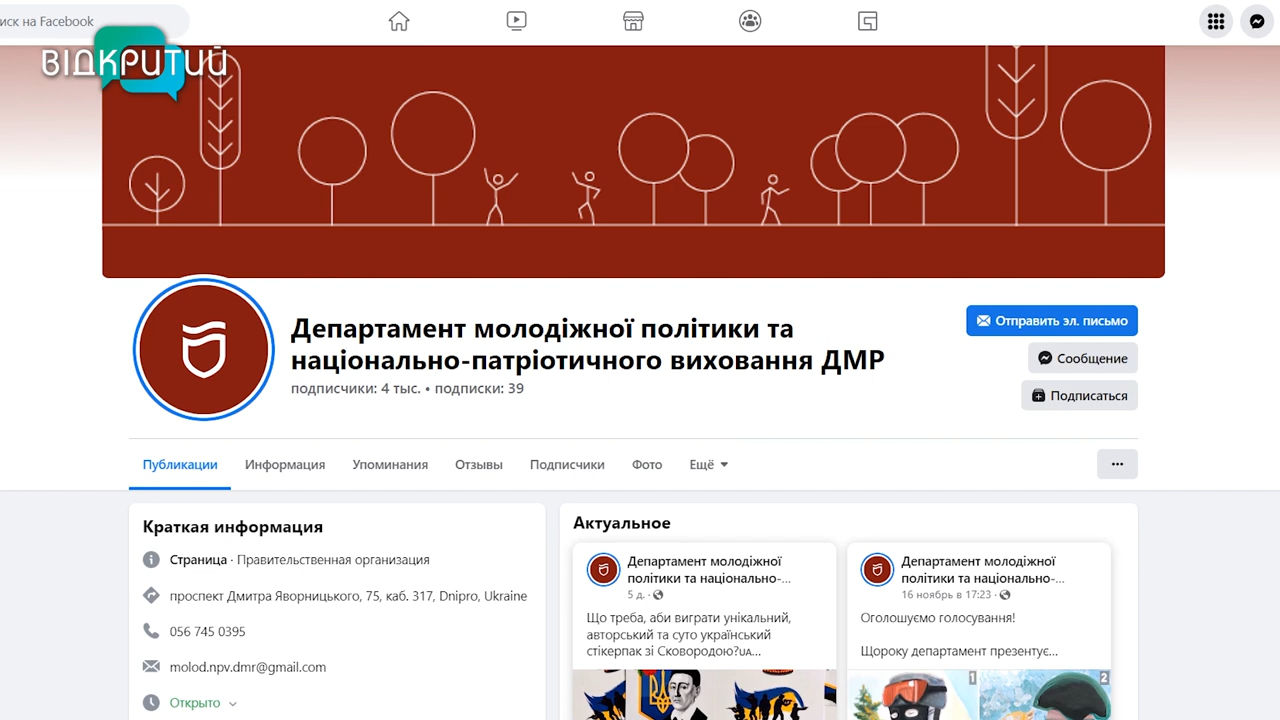 иск на Facebook
ВІДКРИТИЙ
Департамент молодіжної політики та
національно-патріотичного виховання ДМР
подписчики: 4 тыс. • подписки: 39
Отправить эл. письмо
Сообщение
Подписаться
Публикации
Информация
Упоминания
Отзывы
Подписчики
Фото
Ещё
Краткая информация
Страница · Правительственная организация
проспект Дмитра Яворницького, 75, каб. 317, Dnipro, Ukraine
056 745 0395
molod.npv.dmr@gmail.com
Открыто
Актуальное
Департамент молодіжної
політики та національно-...
5 д. ·
Що треба, аби виграти унікальний,
авторський та суто український
стікерпак зі Сковородою?UA...
Департамент молодіжної
політики та національно-...
16 ноябрь в 17:23 ·
Оголошуємо голосування!
Щороку департамент презентує...
1
2